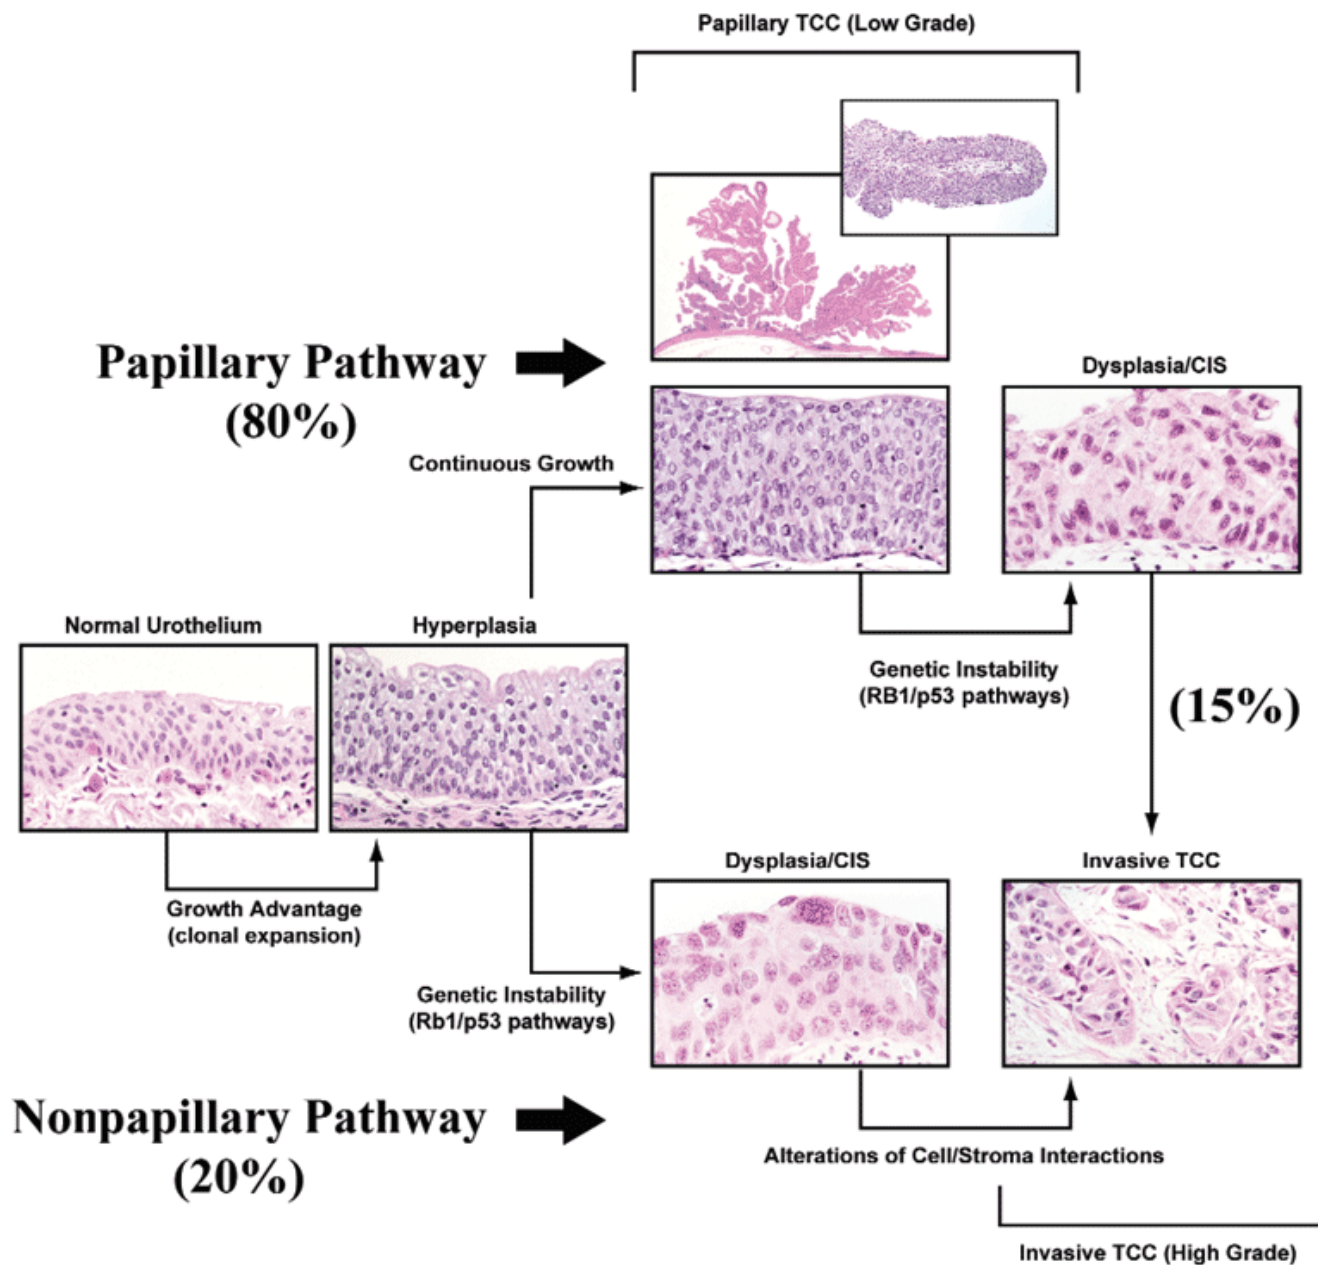 Papillary TCC (Low Grade)
Papillary Pathway
(80%)
Dysplasia/CIS
Continuous Growth
Normal Urothelium
Hyperplasia
Genetic Instability
(RB1/p53 pathways)
(15%)
Growth Advantage
(clonal expansion)
Dysplasia/CIS
Invasive TCC
Genetic Instability
(Rb1/p53 pathways)
Nonpapillary Pathway
(20%)
Alterations of Cell/Stroma Interactions
Invasive TCC (High Grade)